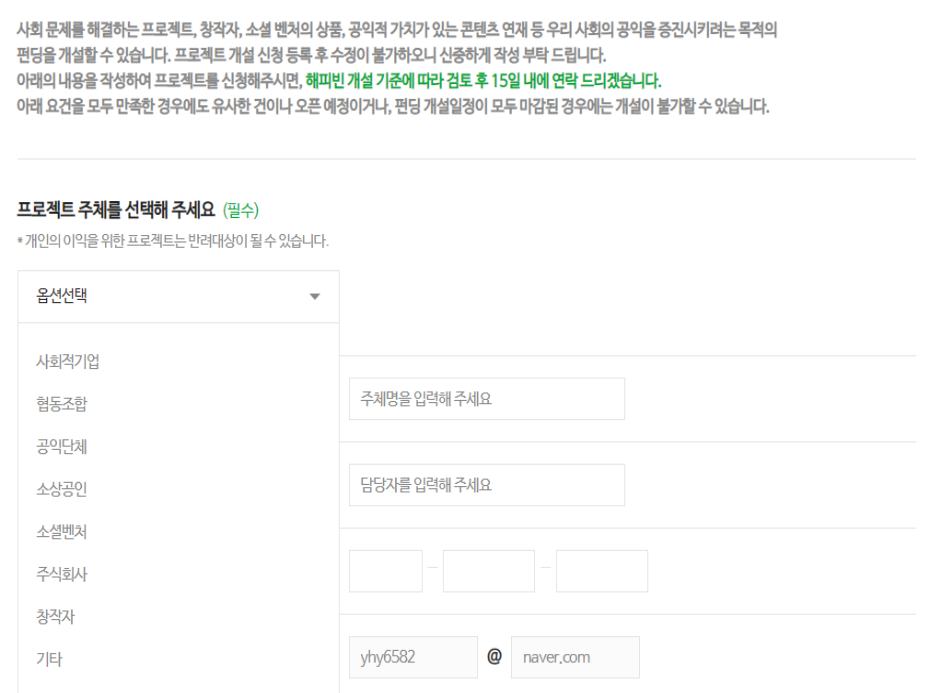 사회 문제를 해결하는 프로젝트, 창작자, 소셜 벤처의 상품, 공익적 가치가 있는 콘텐츠 연재 등 우리 사회의 공익을 증진시키려는 목적의
펀딩을 개설할 수 있습니다. 프로젝트 개설 신청 등록 후 수정이 불가하오니 신중하게 작성 부탁 드립니다.
아래의 내용을 작성하여 프로젝트를 신청해주시면, 해피빈 개설 기준에 따라 검토 후 15일 내에 연락 드리겠습니다.
아래 요건을 모두 만족한 경우에도 유사한 건이나 오픈 예정이거나, 펀딩 개설일정이 모두 마감된 경우에는 개설이 불가할 수 있습니다.
프로젝트 주체를 선택해 주세요 (필수)
* 개인의 이익을 위한 프로젝트는 반려대상이 될 수 있습니다.
옵션선택
사회적기업
협동조합
주체명을 입력해 주세요
공익단체
소상공인
담당자를 입력해 주세요
소셜벤처
주식회사
– –
창작자
기타
yhy6582 @ naver.com